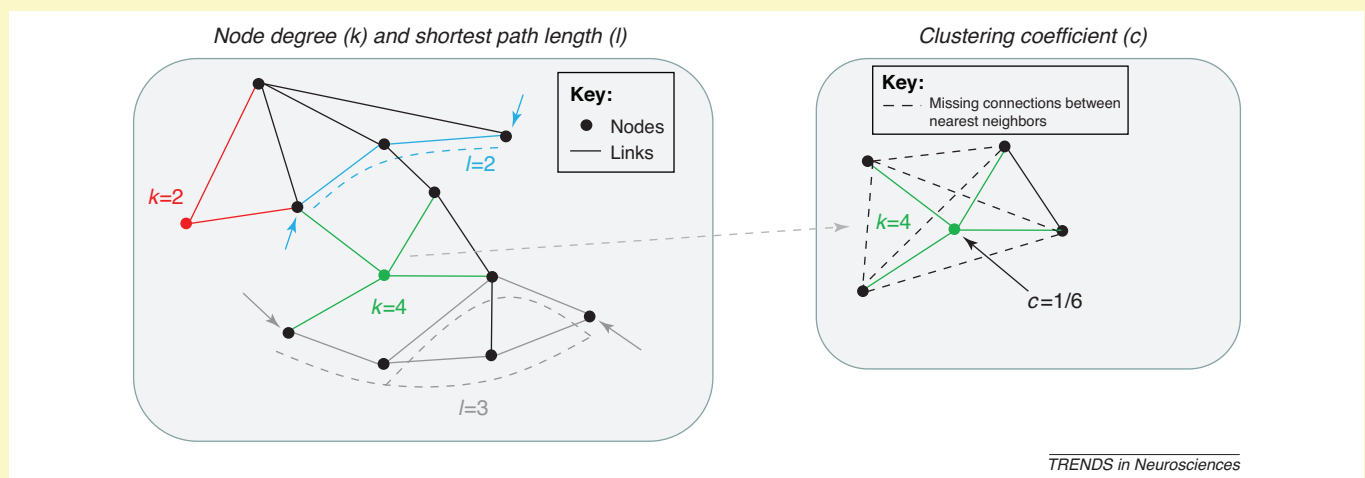 Node degree (k) and shortest path length (l)
Key:
Nodes
Links
l=2
k=2
k=4
l=3
Clustering coefficient (c)
Key:
Missing connections between
nearest neighbors
k=4
c=1/6
TRENDS in Neurosciences